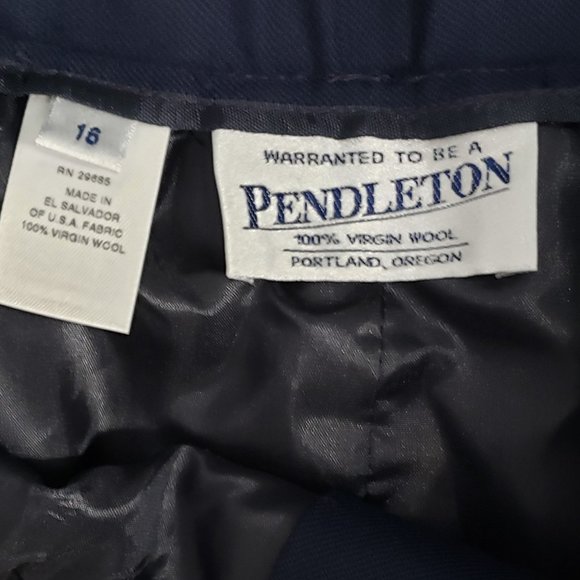 16
RN 29685
MADE IN
EL SALVADOR
OF U.S.A. FABRIC
100% VIRGIN WOOL
WARRANTED TO BE A
PENDLETON
100% VIRGIN WOOL
PORTLAND, OREGON